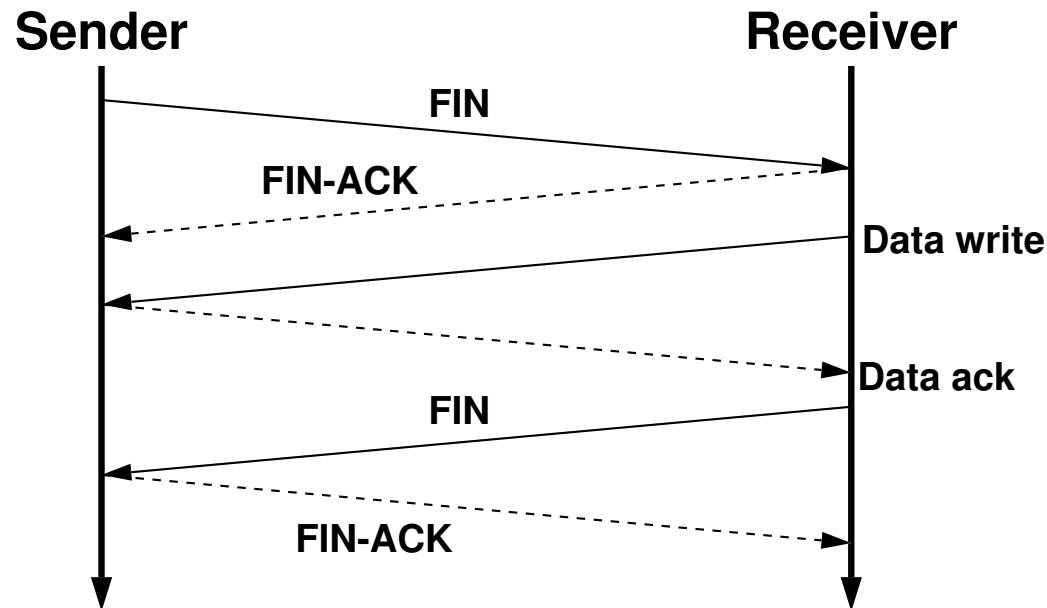 Sender
Receiver
FIN
FIN-ACK
Data write
Data ack
FIN
FIN-ACK